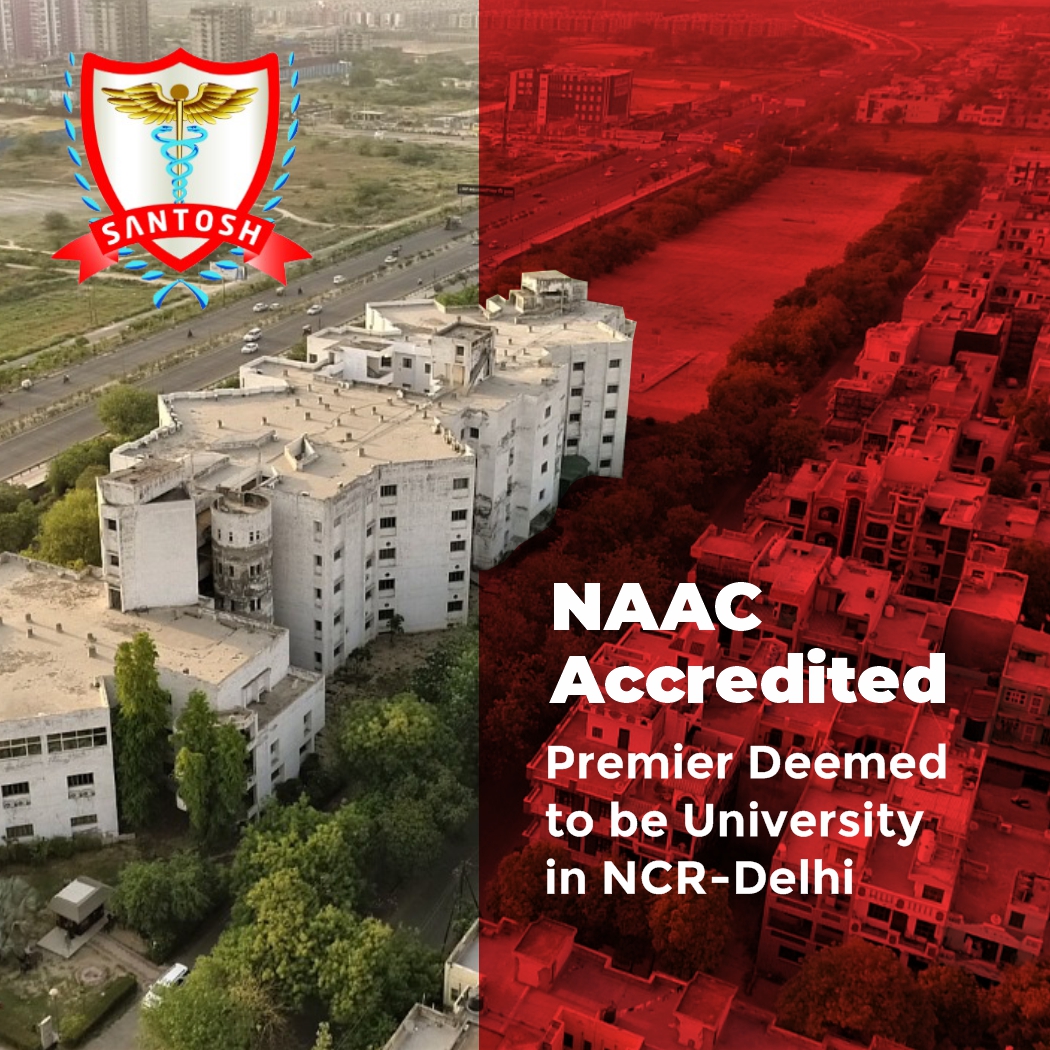 SANTOSH
NAAC
Accredited
Premier Deemed
to be University
in NCR-Delhi